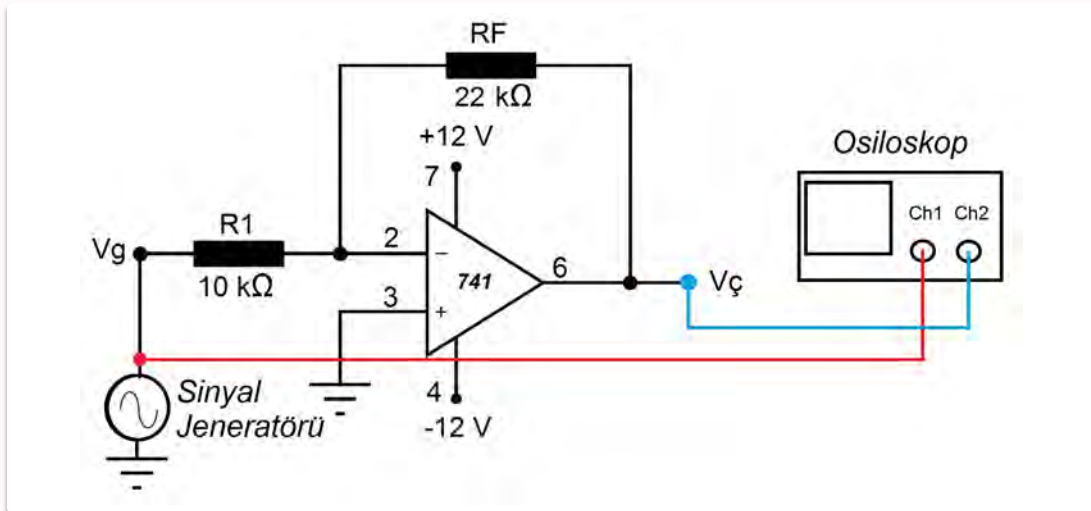 RF
22 kΩ
+12 V
7
Osiloskop
Ch1 Ch2
R1
Vg
10 kΩ
2
−
741
6
Vç
3
+
4
-12 V
Sinyal
Jeneratörü